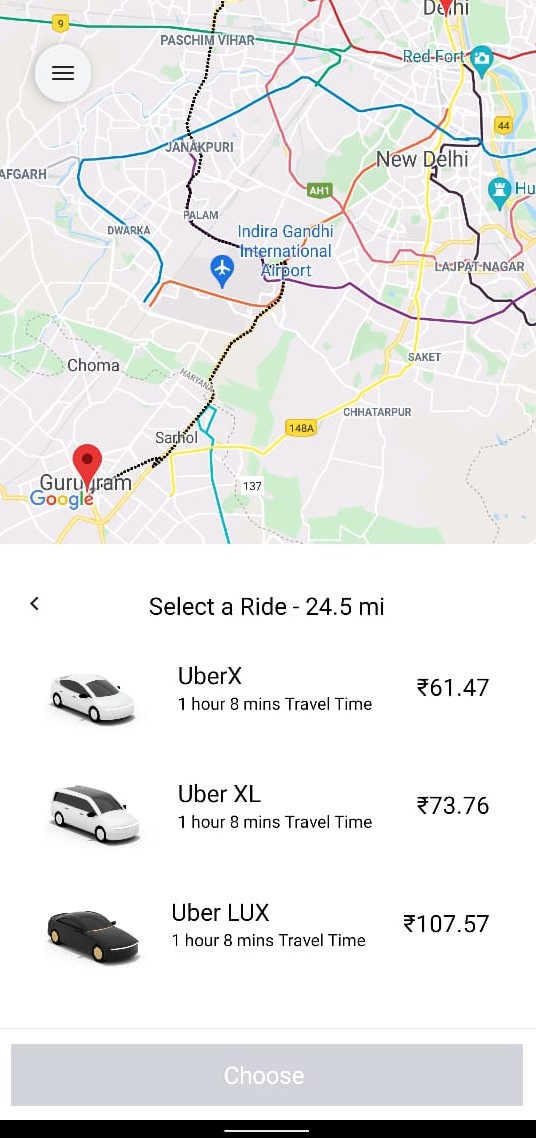 9
Delhi
PASCHIM VIHAR
Red Fort
44
JANAKPURI
New Delhi
AFGARH
AH1
Hu
PALAM
DWARKA
Indira Gandhi
International
Airport
LAJPAT NAGAR
SAKET
Choma
HARYANA
CHHATARPUR
148A
Sarhol
Gurugram
137
Google
Select a Ride - 24.5 mi
UberX
₹61.47
1 hour 8 mins Travel Time
Uber XL
₹73.76
1 hour 8 mins Travel Time
Uber LUX
₹107.57
1 hour 8 mins Travel Time
Choose